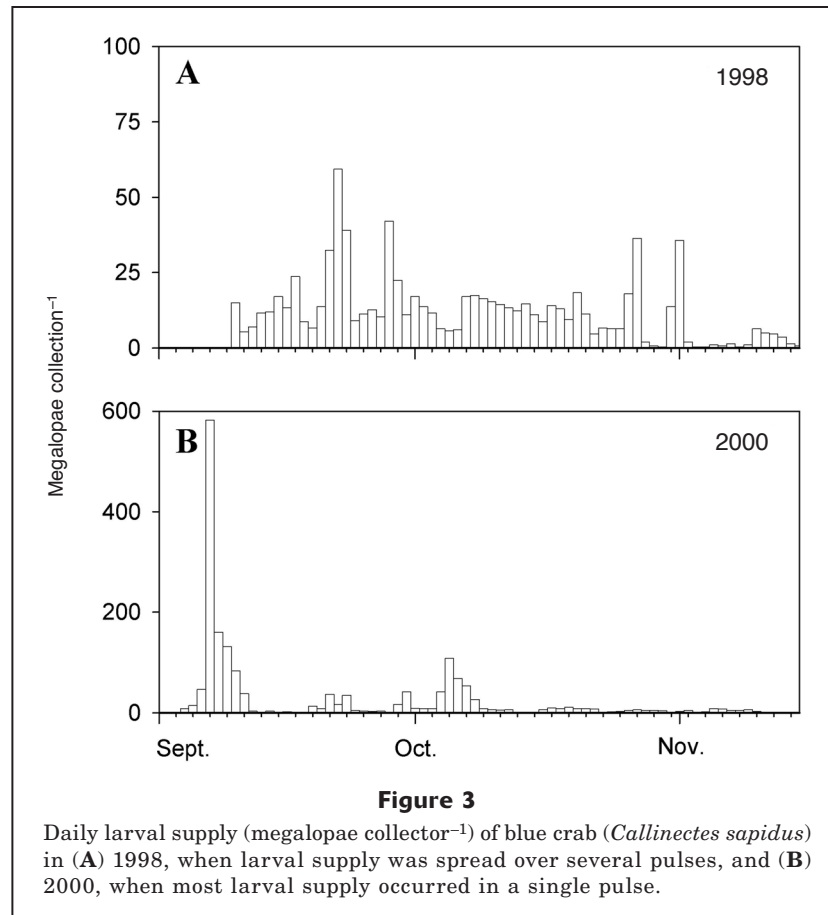 100
A
1998
75
50
25
0
600
B
2000
400
200
0
Megalopae collection⁻¹
Sept. Oct. Nov.
Figure 3
Daily larval supply (megalopae collector⁻¹) of blue crab (Callinectes sapidus)
in (A) 1998, when larval supply was spread over several pulses, and (B)
2000, when most larval supply occurred in a single pulse.